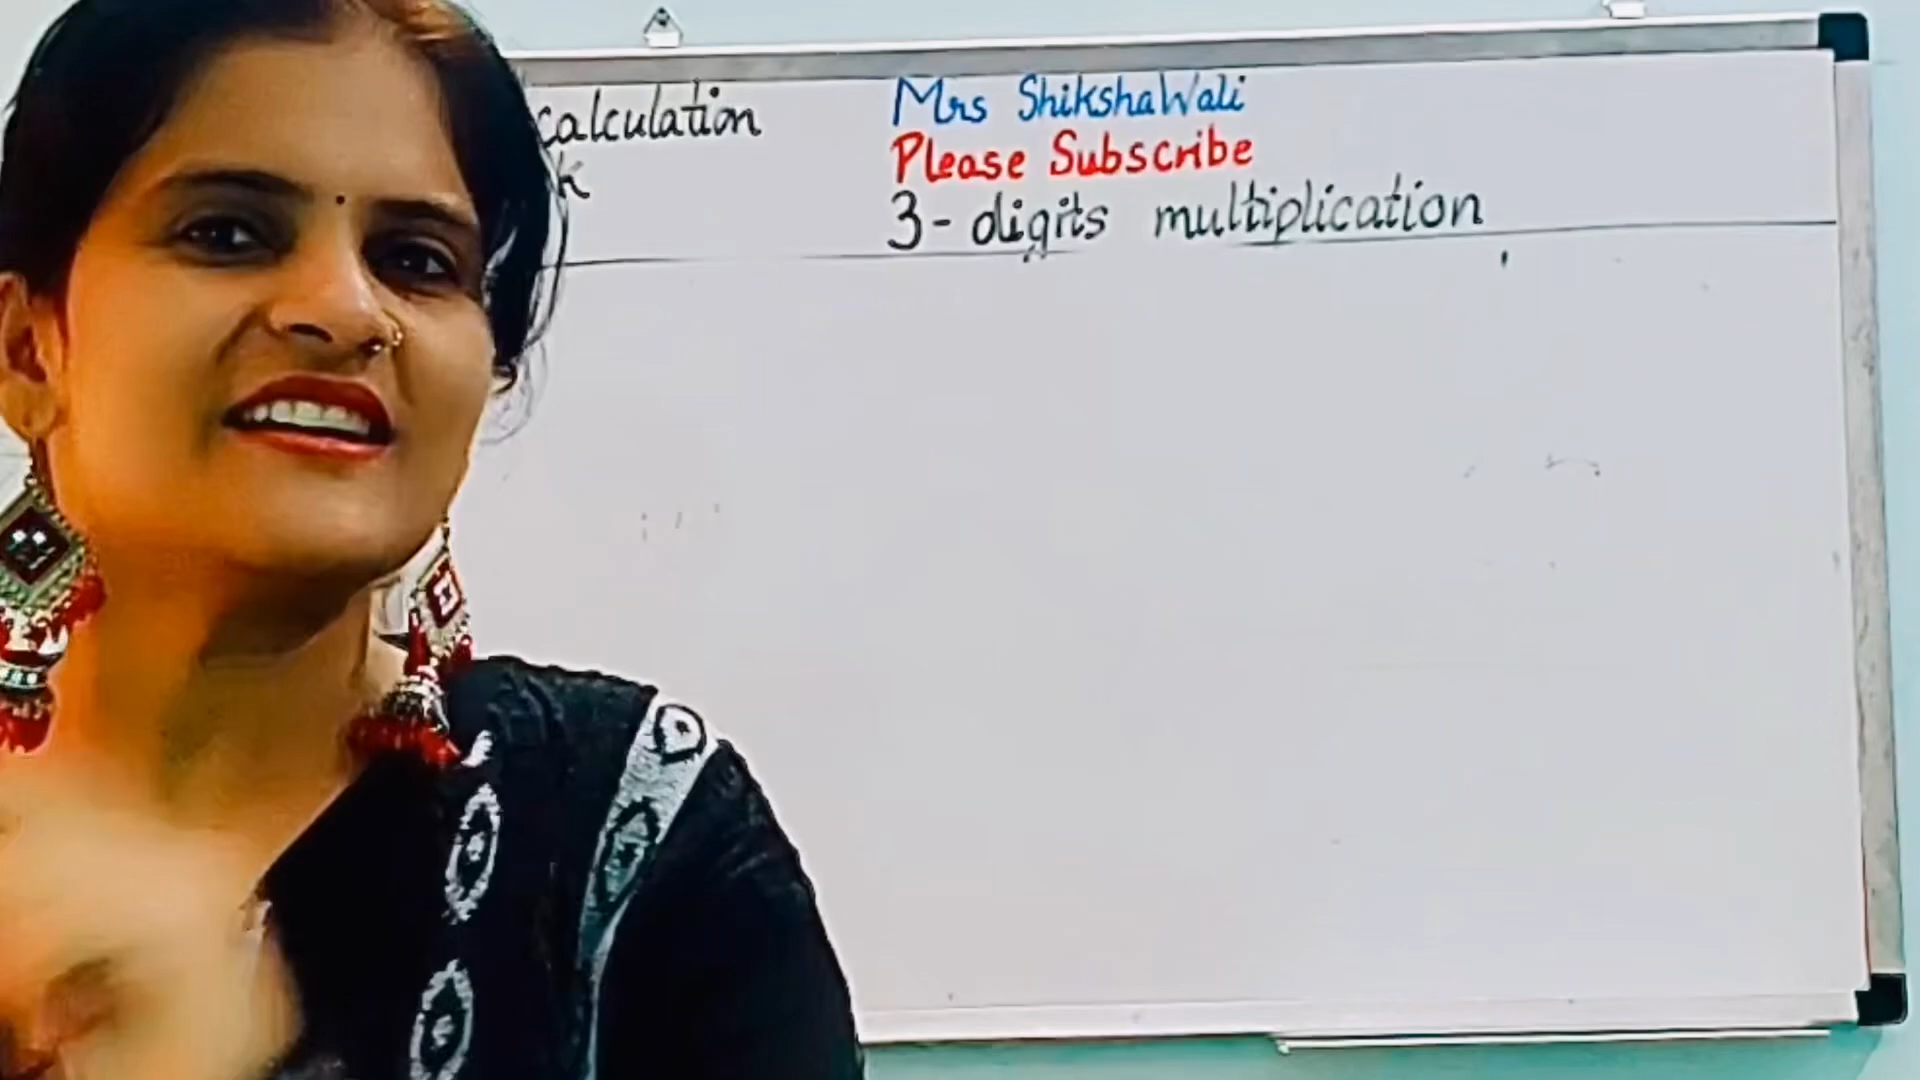 calculation Mrs ShikshaWali
Please Subscribe
3-digits multiplication